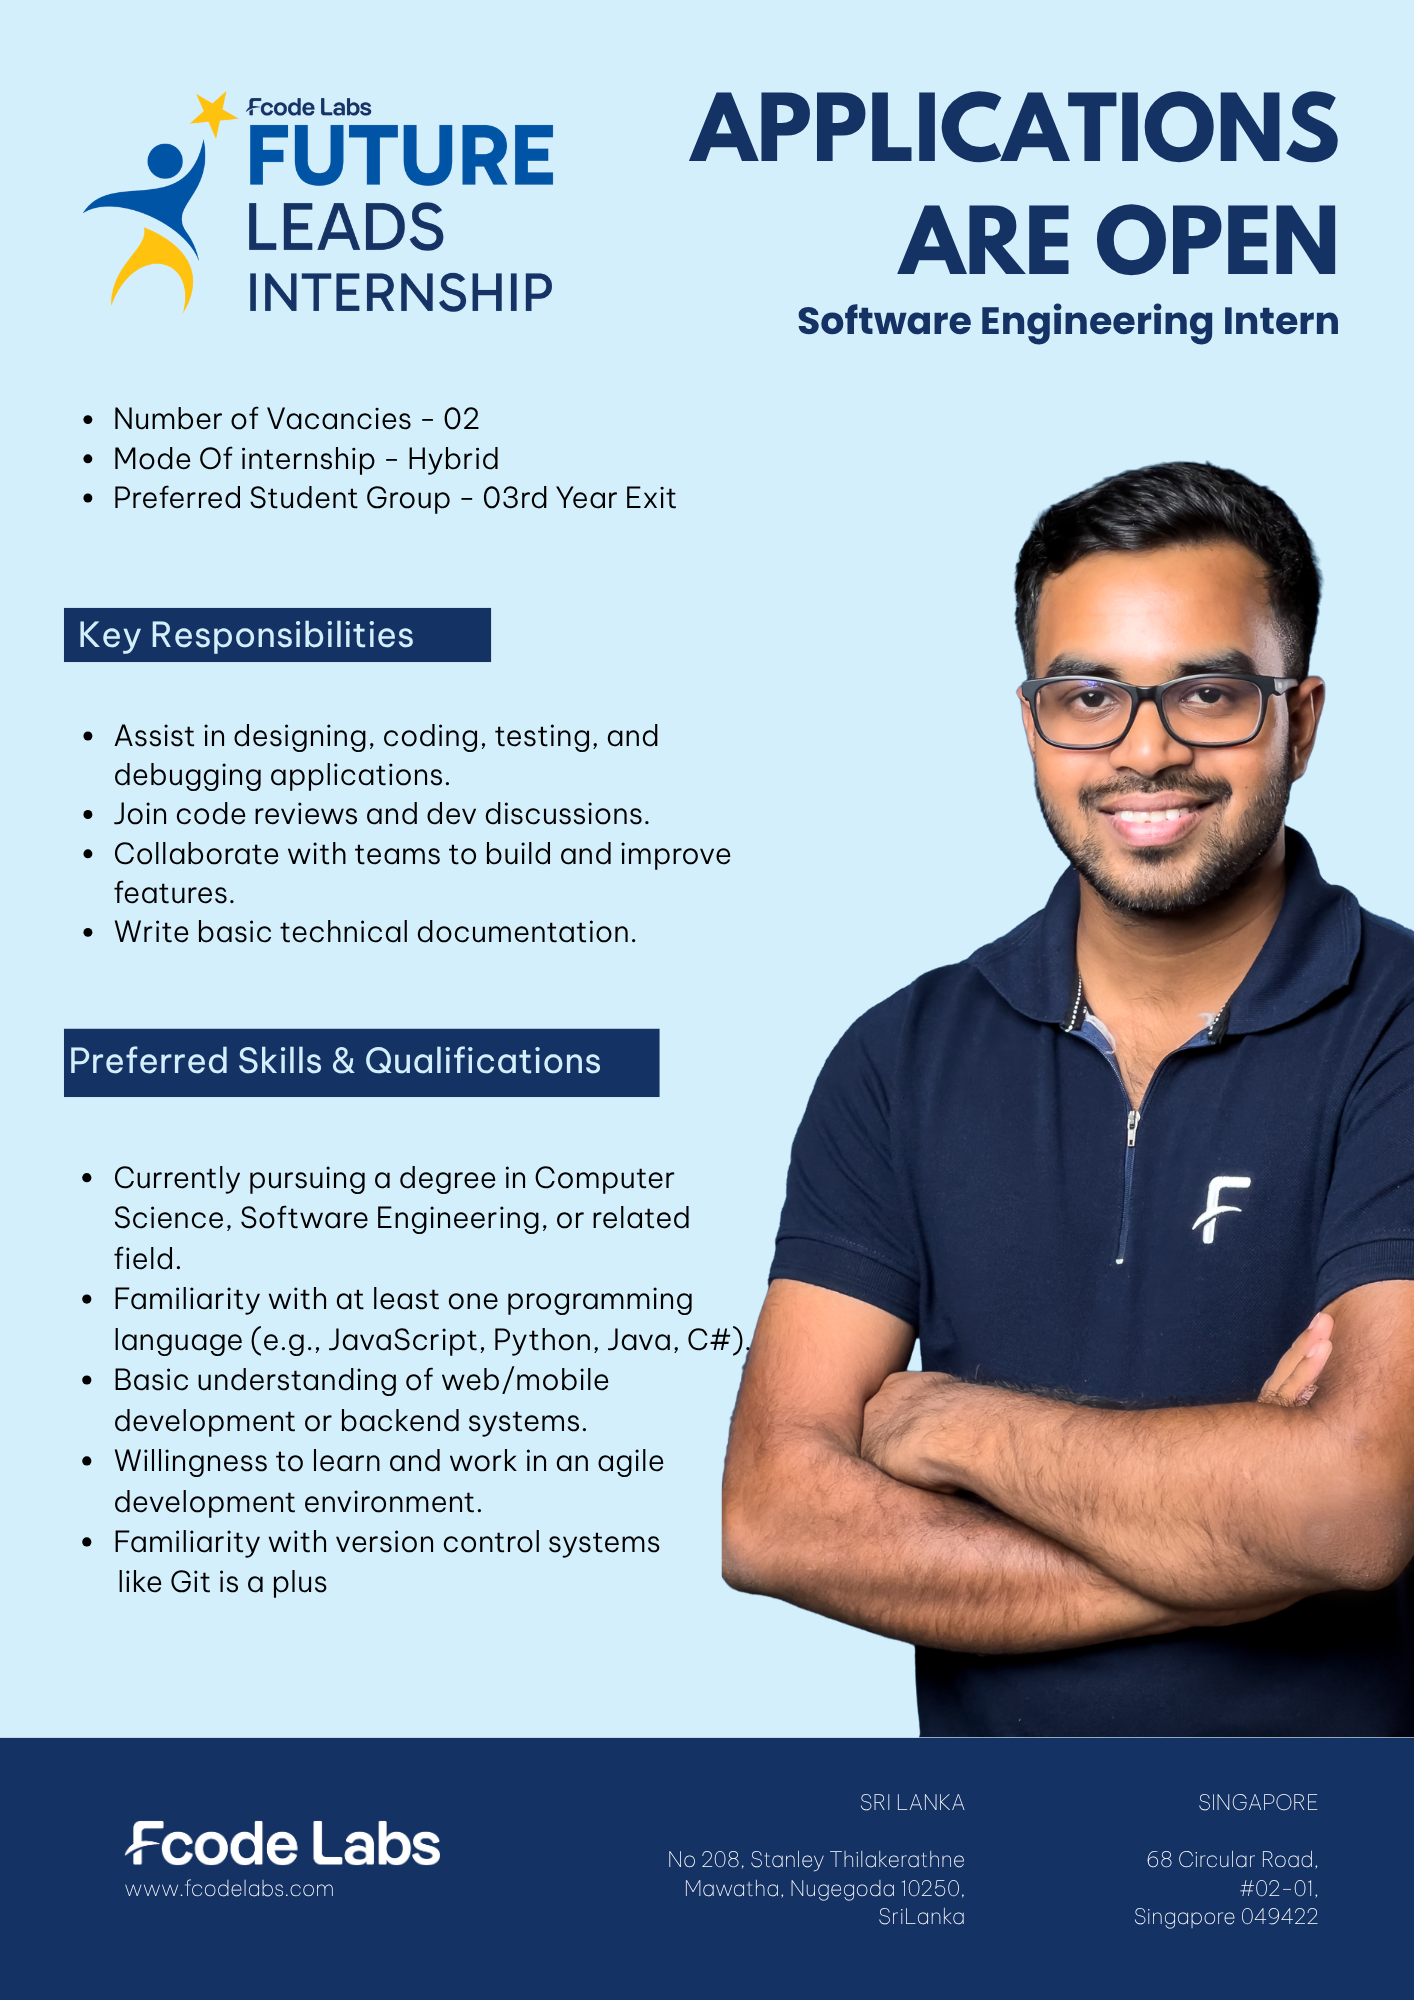 Fcode Labs
FUTURE
LEADS
INTERNSHIP
APPLICATIONS
ARE OPEN
Software Engineering Intern
• Number of Vacancies - 02
• Mode Of internship - Hybrid
• Preferred Student Group - 03rd Year Exit
Key Responsibilities
• Assist in designing, coding, testing, and
debugging applications.
• Join code reviews and dev discussions.
• Collaborate with teams to build and improve
features.
• Write basic technical documentation.
Preferred Skills & Qualifications
• Currently pursuing a degree in Computer
Science, Software Engineering, or related
field.
• Familiarity with at least one programming
language (e.g., JavaScript, Python, Java, C#).
• Basic understanding of web/mobile
development or backend systems.
• Willingness to learn and work in an agile
development environment.
• Familiarity with version control systems
like Git is a plus
F
Fcode Labs
www.fcodelabs.com
SRI LANKA
No 208, Stanley Thilakerathne
Mawatha, Nugegoda 10250,
SriLanka
SINGAPORE
68 Circular Road,
#02-01,
Singapore 049422